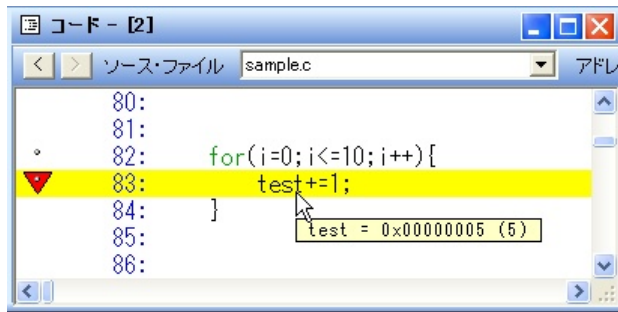 コード - [2]
ソース・ファイル sample.c アドレ
80:
81:
82: for(i=0;i<=10;i++){
83: test+=1;
84: }
test = 0x00000005 (5)
85:
86: